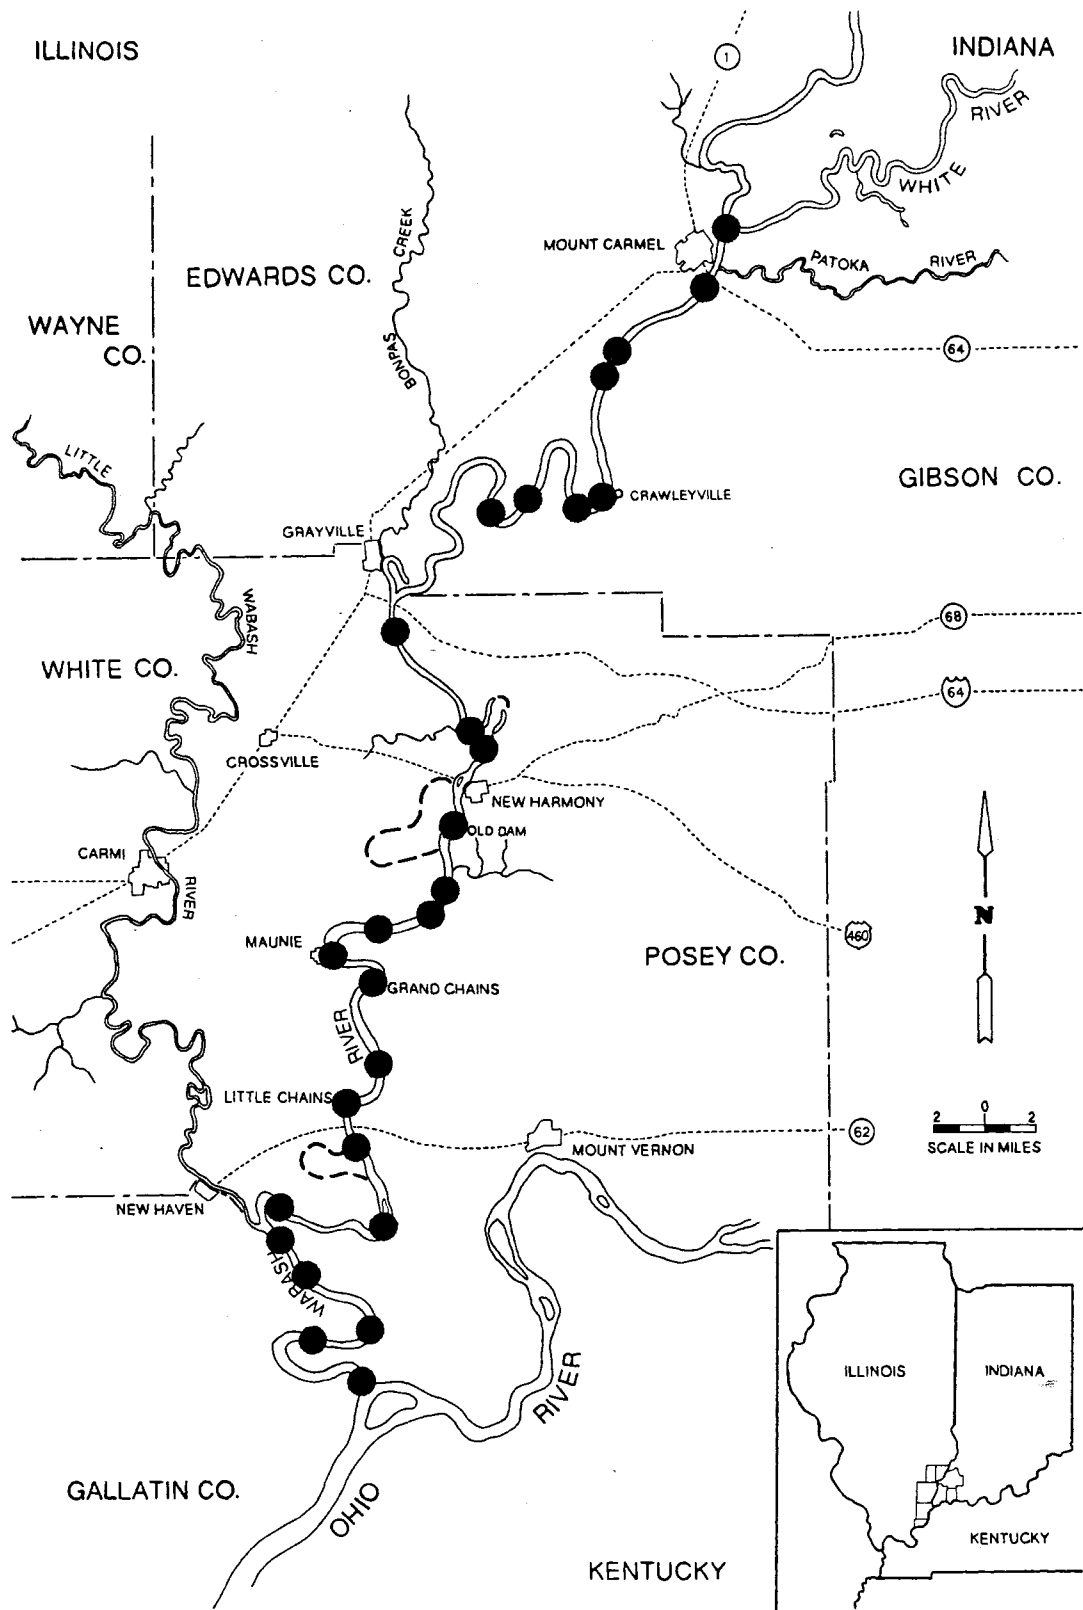 ILLINOIS
INDIANA
1
RIVER
WHITE
MOUNT CARMEL
PATOKA
RIVER
CREEK
BONPAS
EDWARDS CO.
WAYNE
CO.
64
LITTLE
GIBSON CO.
CRAWLEYVILLE
GRAYVILLE
WABASH
68
WHITE CO.
64
CROSSVILLE
NEW HARMONY
OLD DAM
CARMI
RIVER
460
N
MAUNIE
POSEY CO.
GRAND CHAINS
RIVER
LITTLE CHAINS
2 0 2
SCALE IN MILES
62
MOUNT VERNON
NEW HAVEN
WABASH
RIVER
OHIO
GALLATIN CO.
KENTUCKY
ILLINOIS
INDIANA
KENTUCKY